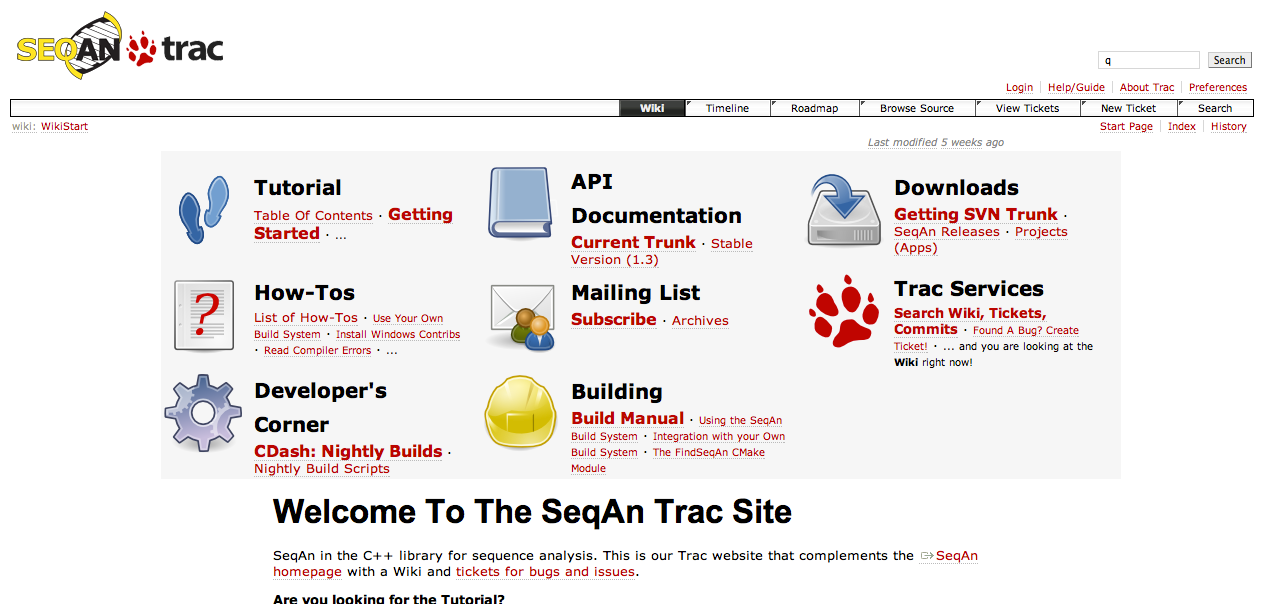 SEQAN trac
q Search
Login Help/Guide About Trac Preferences
Wiki Timeline Roadmap Browse Source View Tickets New Ticket Search
wiki: WikiStart
Start Page Index History
Last modified 5 weeks ago
Tutorial
Table Of Contents · Getting
Started · ...
API
Documentation
Current Trunk · Stable
Version (1.3)
Downloads
Getting SVN Trunk ·
SeqAn Releases · Projects
(Apps)
?
How-Tos
List of How-Tos · Use Your Own
Build System · Install Windows Contribs
· Read Compiler Errors · ...
Mailing List
Subscribe · Archives
Trac Services
Search Wiki, Tickets,
Commits · Found A Bug? Create
Ticket! · ... and you are looking at the
Wiki right now!
Developer's
Corner
CDash: Nightly Builds ·
Nightly Build Scripts
Building
Build Manual · Using the SeqAn
Build System · Integration with your Own
Build System · The FindSeqAn CMake
Module
Welcome To The SeqAn Trac Site
SeqAn in the C++ library for sequence analysis. This is our Trac website that complements the SeqAn
homepage with a Wiki and tickets for bugs and issues.
Are you looking for the Tutorial?